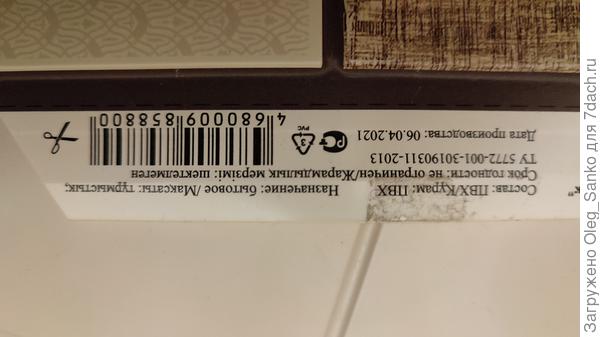 Состав: ПВХ/Құрам: ПВХ Назначение: бытовое /Мақсаты: тұрмыстық;
Срок годности: не ограничен/Жарамдылық мерзімі: шектелмеген
ТУ 5772-001-30190311-2013
Дата производства: 06.04.2021
3
PVC
4 680009 858800
Загружено Oleg_Sanko для 7dach.ru